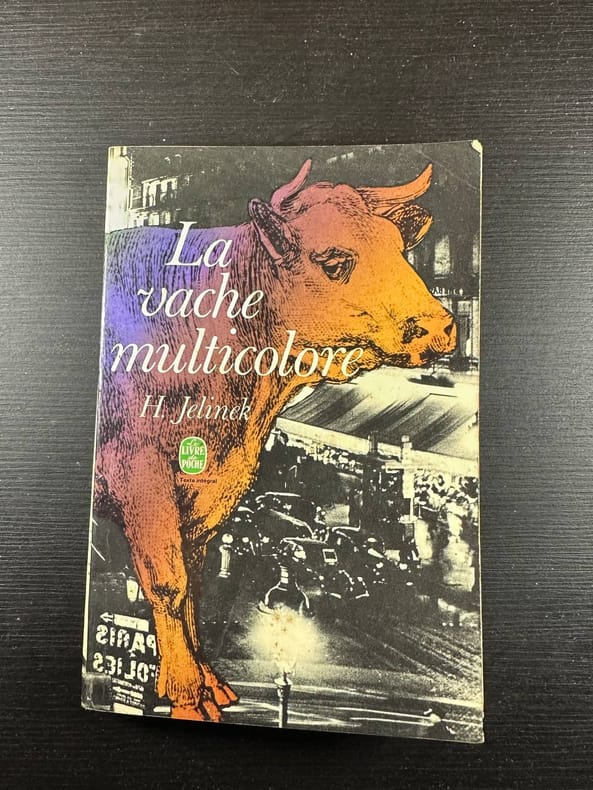 La
vache
multicolore
H. Jelinek
Le
LIVRE
de
POCHE
Texte intégral
PARIS
FOLIES